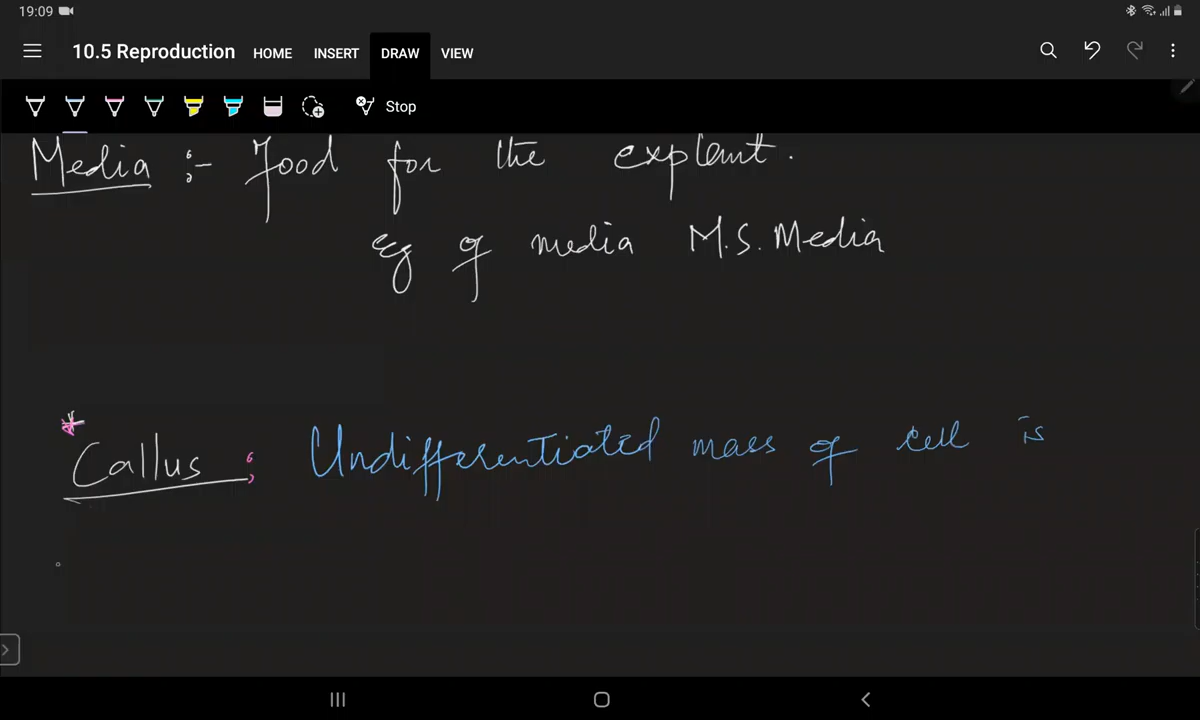 19:09
10.5 Reproduction HOME INSERT DRAW VIEW
Stop
Media :- Food for the explant.
Eg of media M.S. Media
* Callus : Undifferentiated mass of cell is